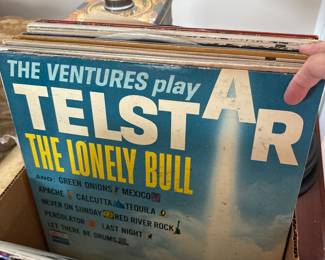 THE VENTURES play
TELSTAR
THE LONELY BULL
AND: GREEN ONIONS / MEXICO
APACHE CALCUTTA TEQUILA
NEVER ON SUNDAY RED RIVER ROCK
PERCOLATOR LAST NIGHT
LET THERE BE DRUMS